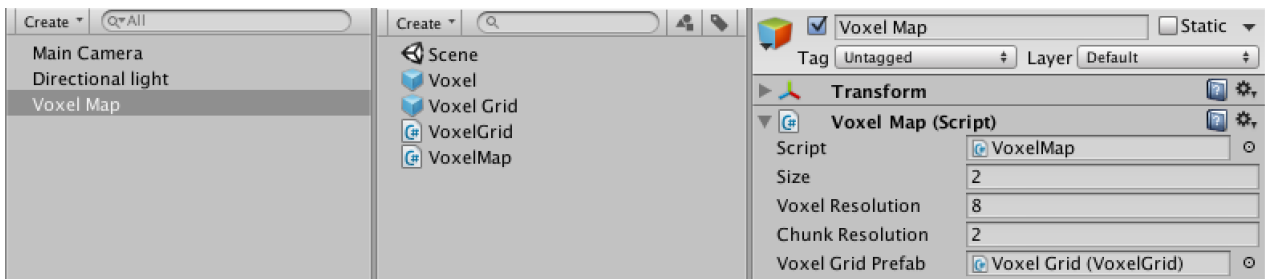 Create
All
Main Camera
Directional light
Voxel Map
Create
Scene
Voxel
Voxel Grid
VoxelGrid
VoxelMap
Voxel Map
Static
Tag Untagged Layer Default
Transform
Voxel Map (Script)
Script VoxelMap
Size 2
Voxel Resolution 8
Chunk Resolution 2
Voxel Grid Prefab Voxel Grid (VoxelGrid)